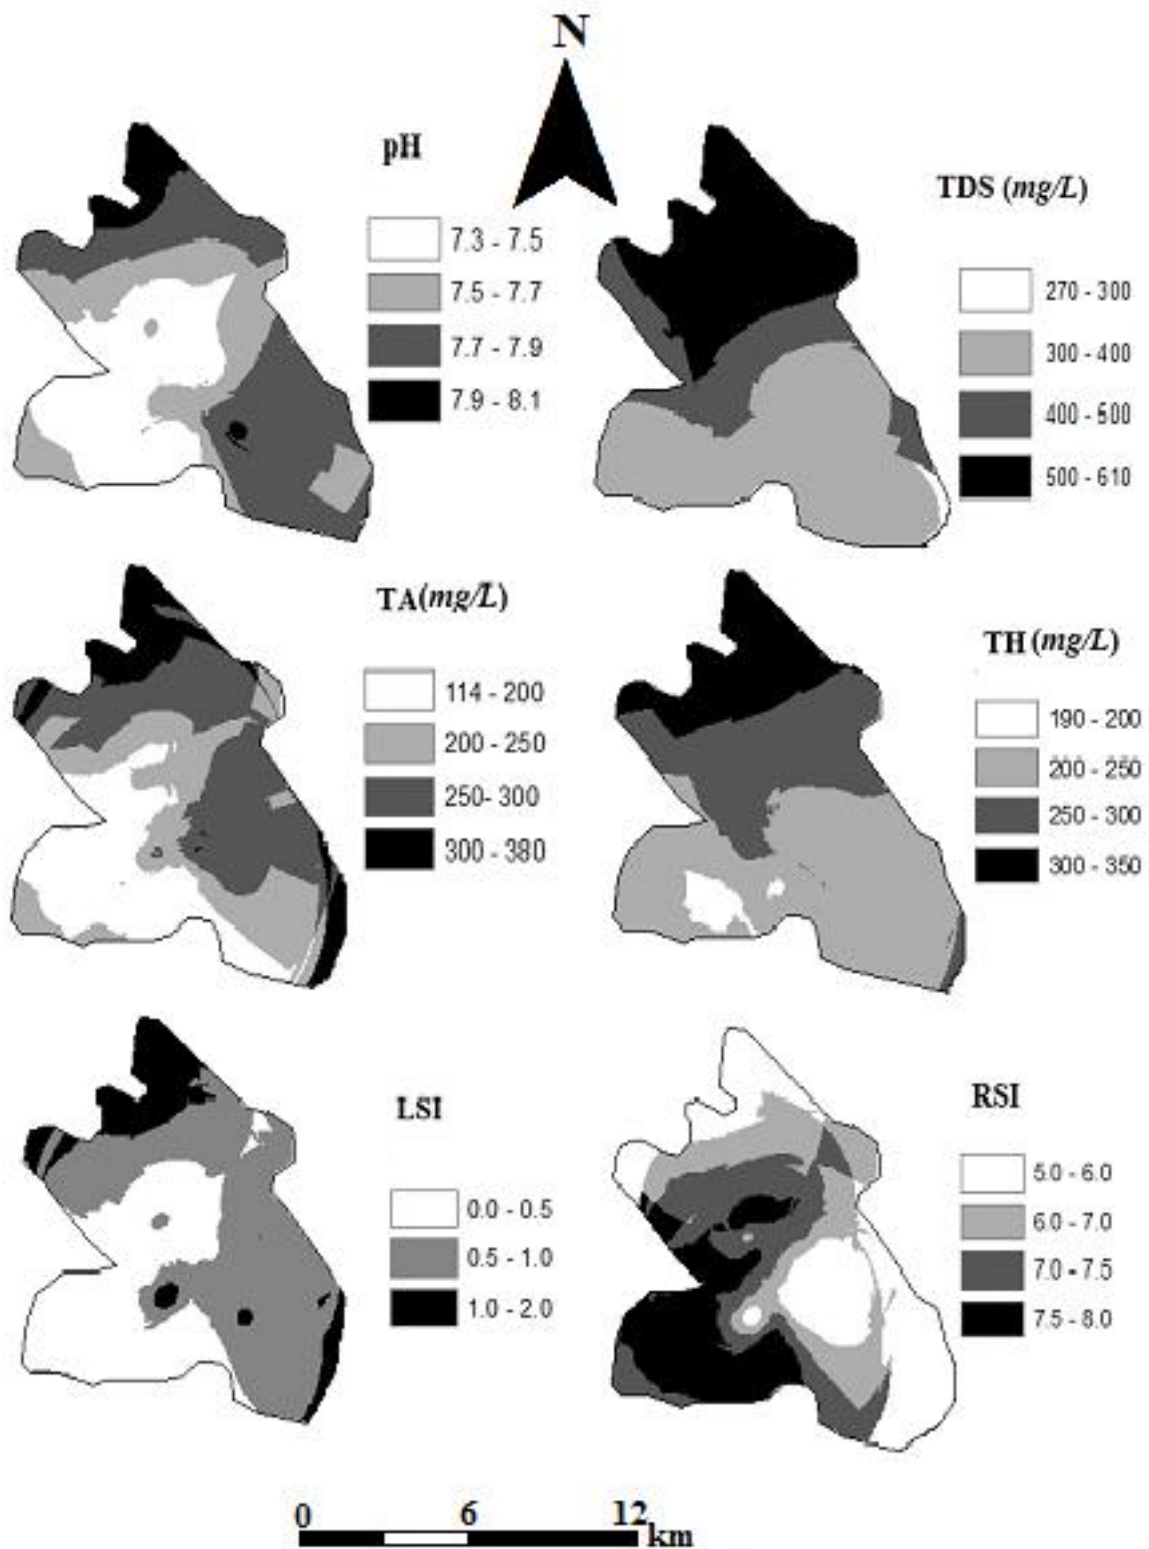 N
pH
7.3 - 7.5
7.5 - 7.7
7.7 - 7.9
7.9 - 8.1
TDS (mg/L)
270 - 300
300 - 400
400 - 500
500 - 610
TA(mg/L)
114 - 200
200 - 250
250- 300
300 - 380
TH (mg/L)
190 - 200
200 - 250
250 - 300
300 - 350
LSI
0.0 - 0.5
0.5 - 1.0
1.0 - 2.0
RSI
5.0 - 6.0
6.0 - 7.0
7.0 - 7.5
7.5 - 8.0
0 6 12 km